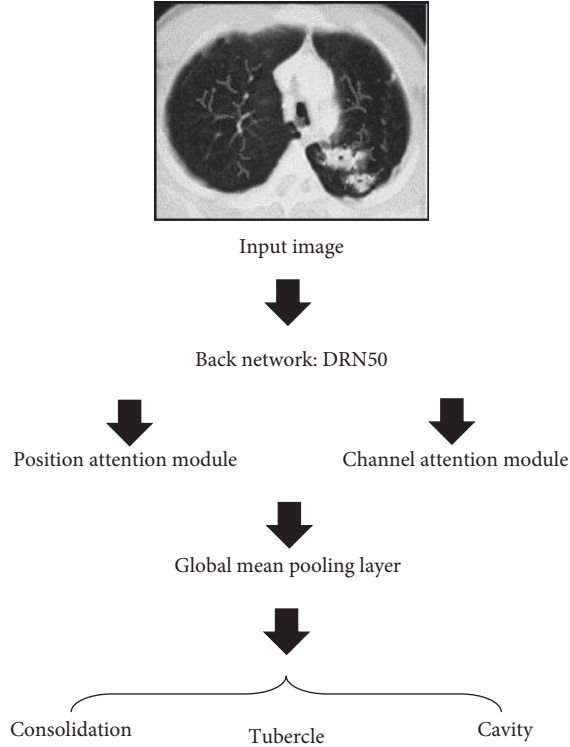 Input image
Back network: DRN50
Position attention module
Channel attention module
Global mean pooling layer
Consolidation
Tubercle
Cavity